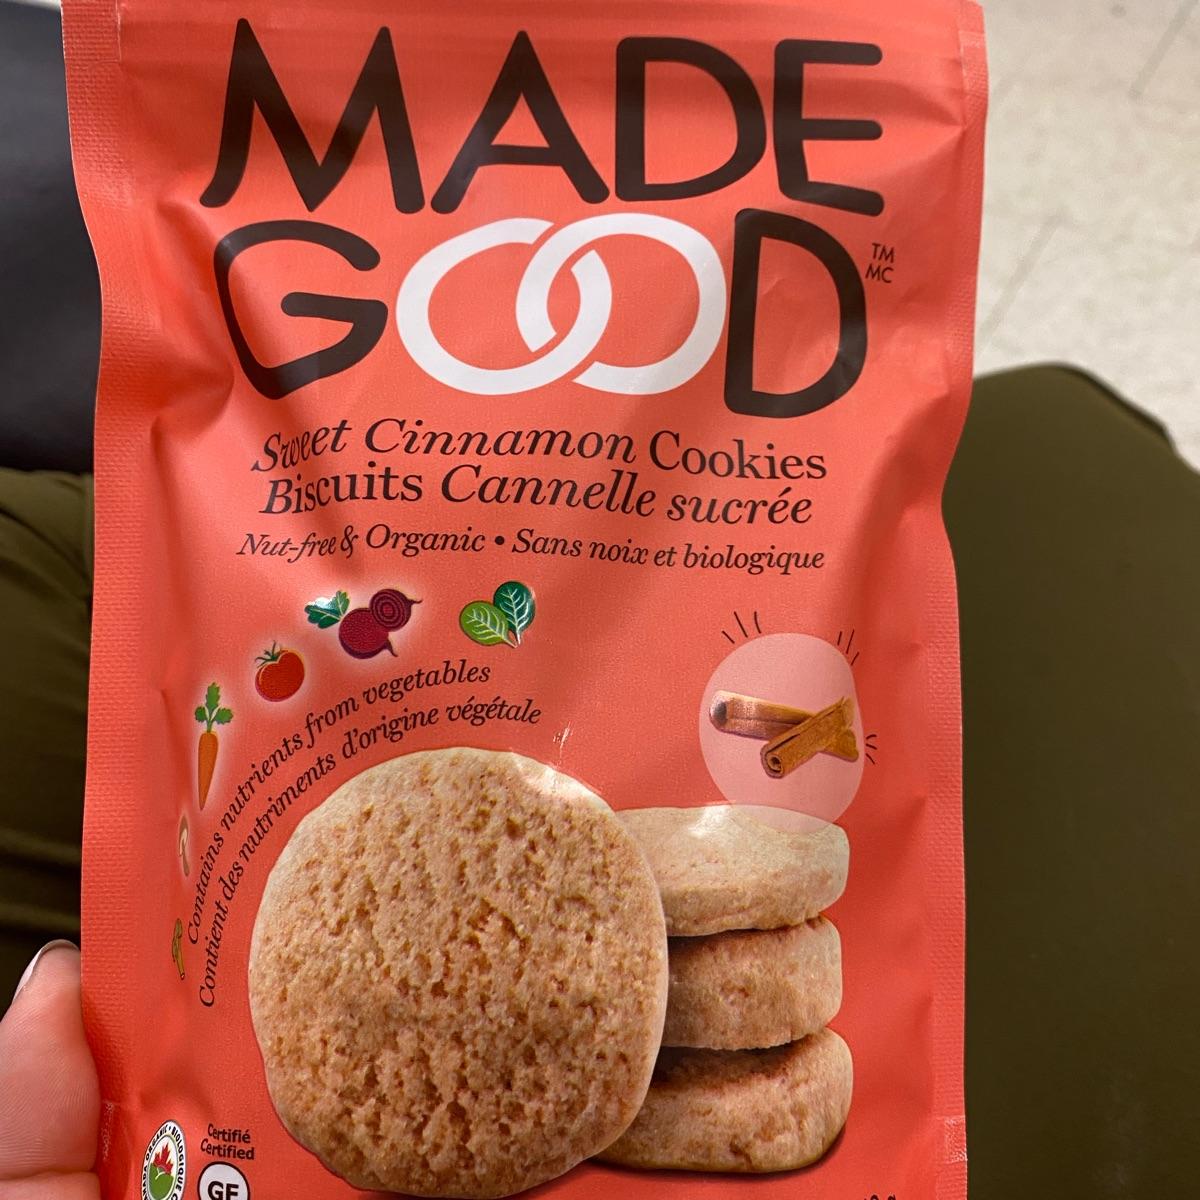 MADE
GOOD
TM
MC
Sweet Cinnamon Cookies
Biscuits Cannelle sucrée
Nut-free & Organic • Sans noix et biologique
Contains nutrients from vegetables
Contient des nutriments d'origine végétale
Certifié
Certified
GF